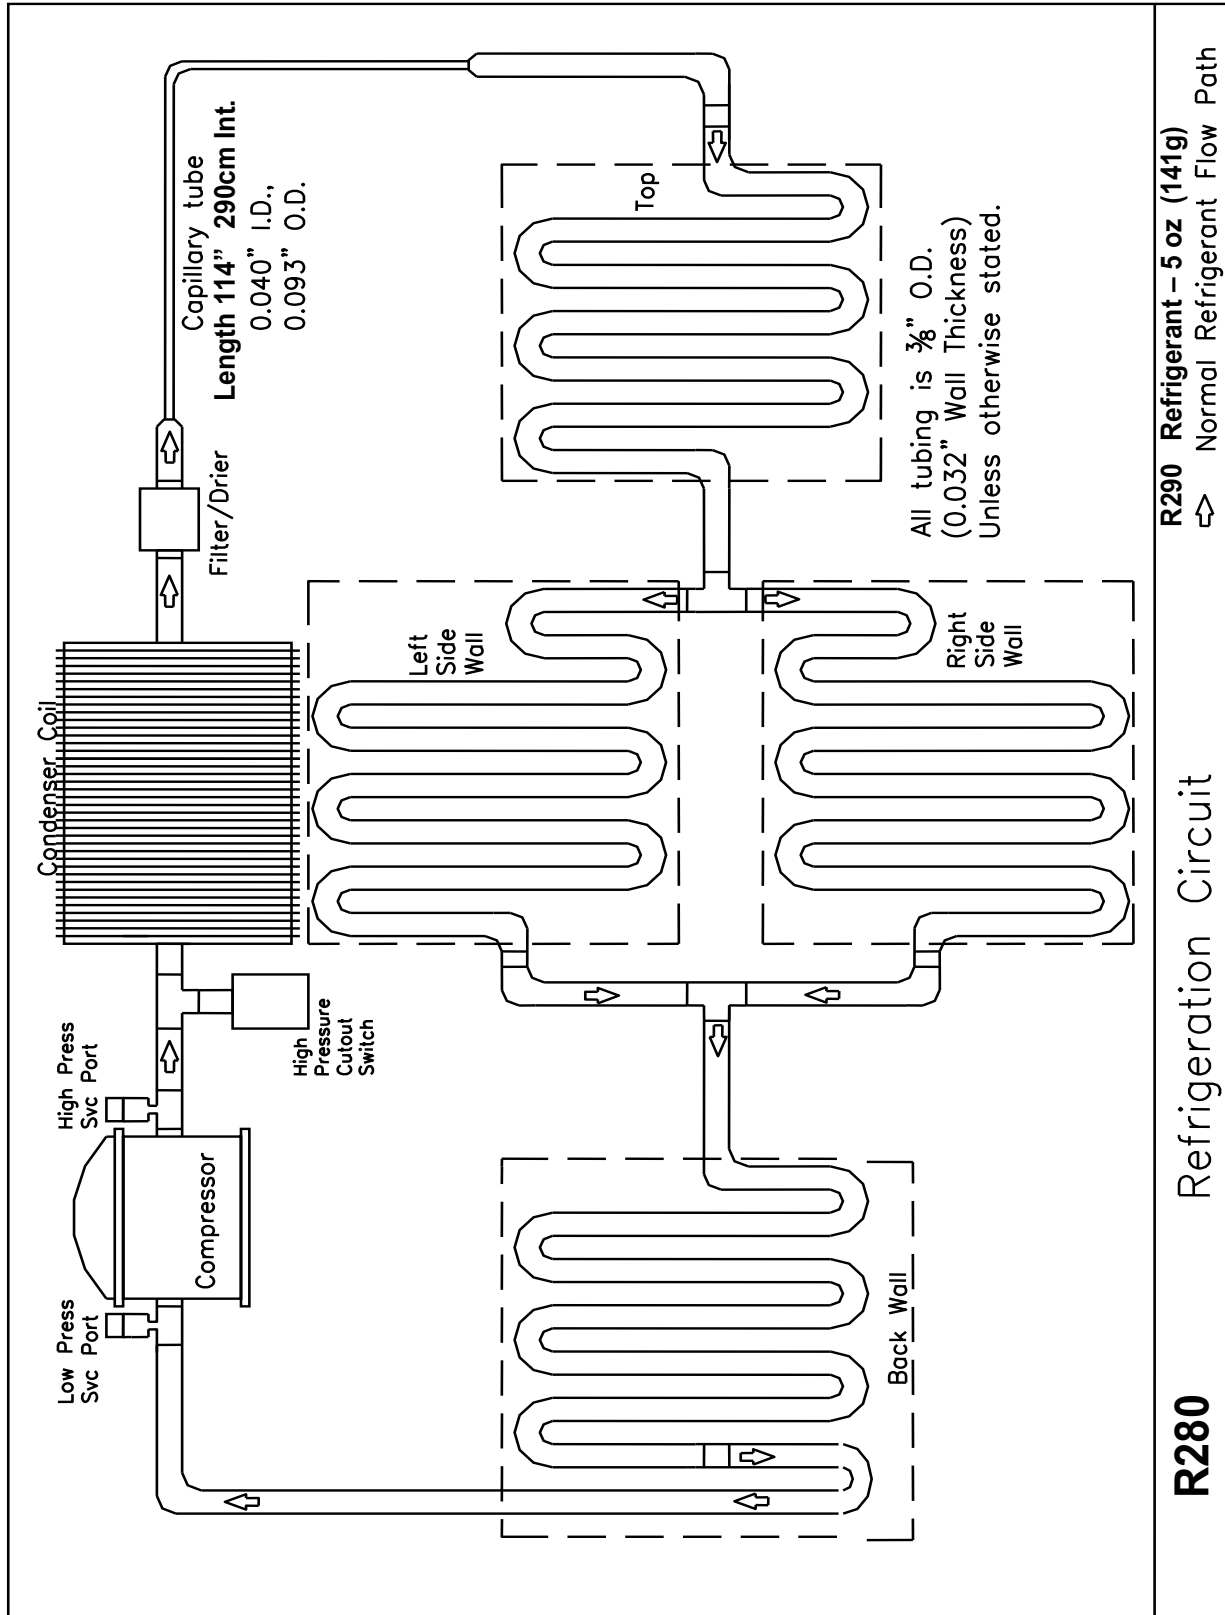 Low Press
Svc Port
High Press
Svc Port
Condenser Coil
Compressor
High
Pressure
Cutout
Switch
Filter/Drier
Capillary tube
Length 114” 290cm Int.
0.040” I.D.,
0.093” O.D.
Left
Side
Wall
Top
Back Wall
Right
Side
Wall
All tubing is ⅜” O.D.
(0.032” Wall Thickness)
Unless otherwise stated.
R280
Refrigeration Circuit
R290 Refrigerant – 5 oz (141g)
Normal Refrigerant Flow Path